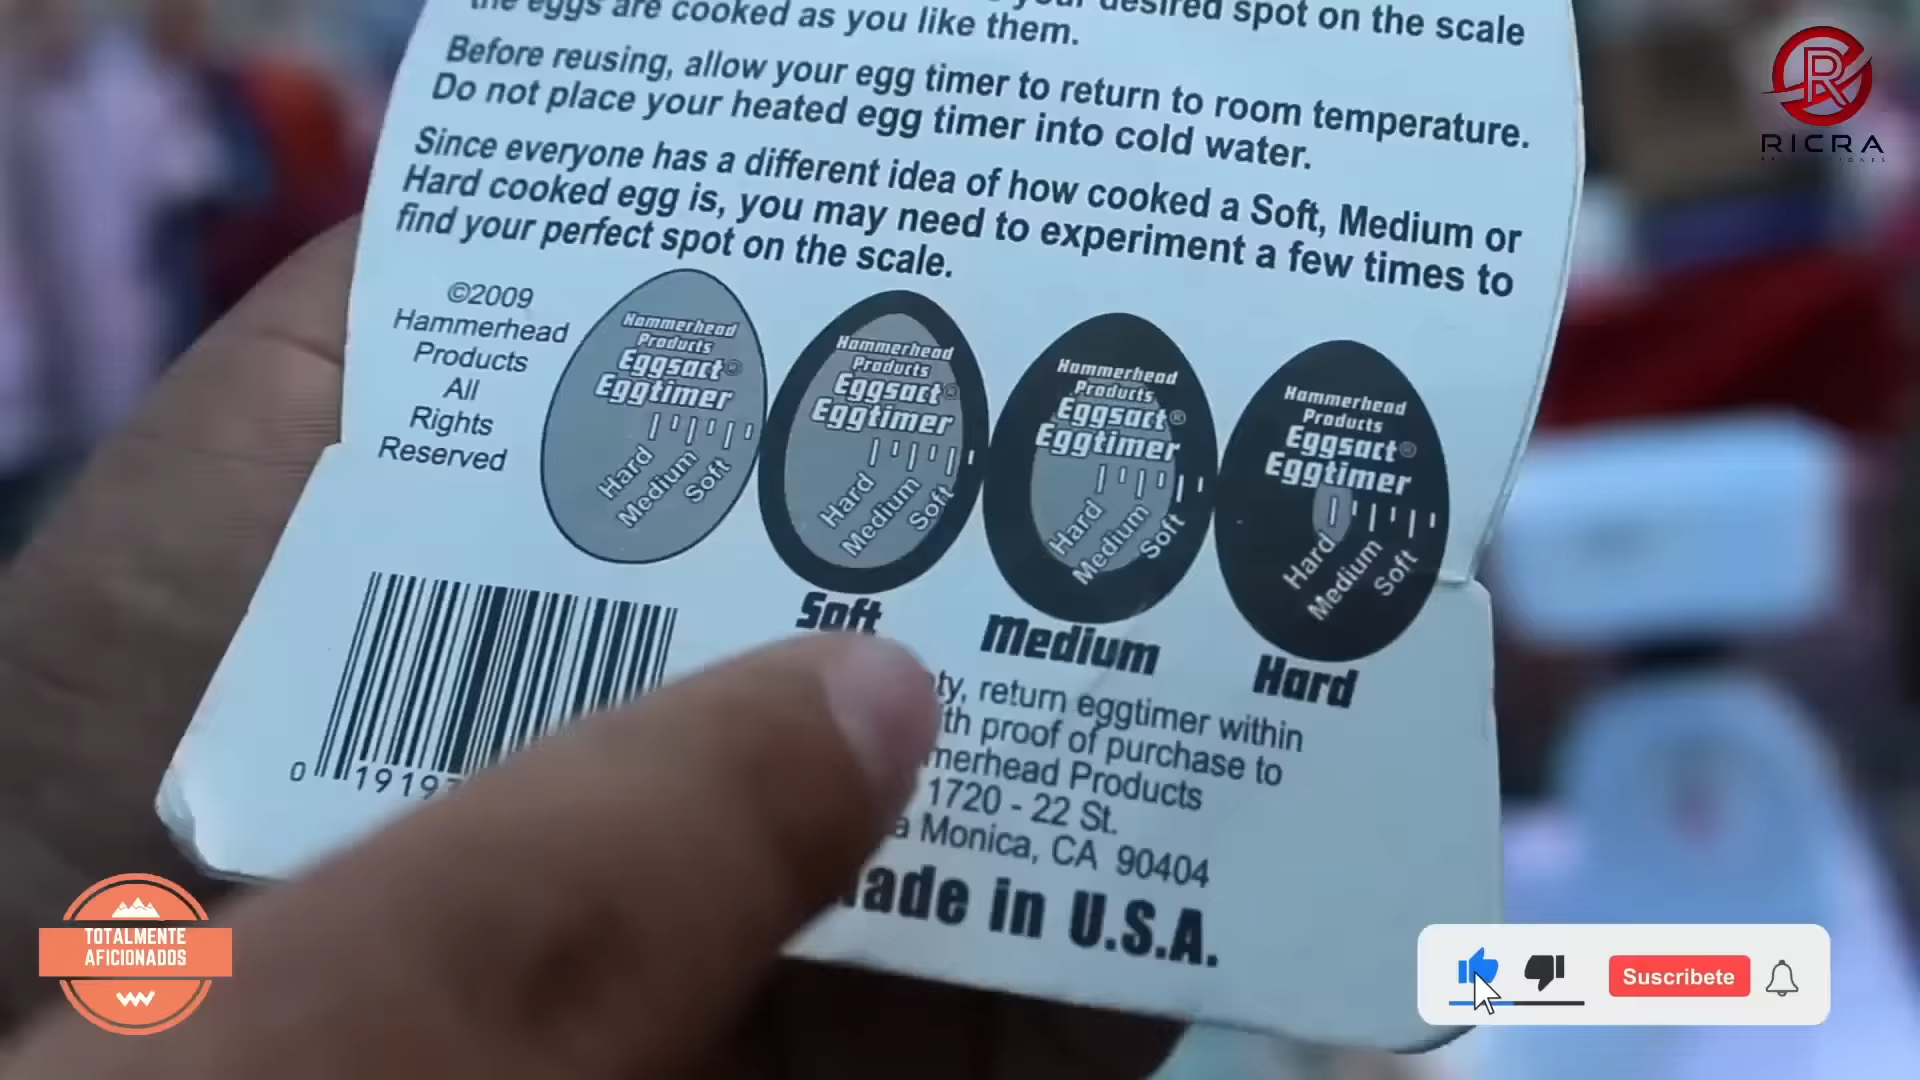 the eggs are cooked as you like them.
desired spot on the scale
Before reusing, allow your egg timer to return to room temperature.
Do not place your heated egg timer into cold water.
Since everyone has a different idea of how cooked a Soft, Medium or
Hard cooked egg is, you may need to experiment a few times to
find your perfect spot on the scale.
©2009
Hammerhead
Products
All
Rights
Reserved
Hammerhead
Products
Eggsact®
Eggtimer
Hard
Medium
Soft
Hammerhead
Products
Eggsact®
Eggtimer
Hard
Medium
Soft
Hammerhead
Products
Eggsact®
Eggtimer
Hard
Medium
Soft
Hammerhead
Products
Eggsact®
Eggtimer
Hard
Medium
Soft
Soft
Medium
Hard
return eggtimer within
proof of purchase to
Products
1720 - 22 St.
Monica, CA 90404
in U.S.A.
0 1919
RICRA
TOTALMENTE
AFICIONADOS
Suscribete